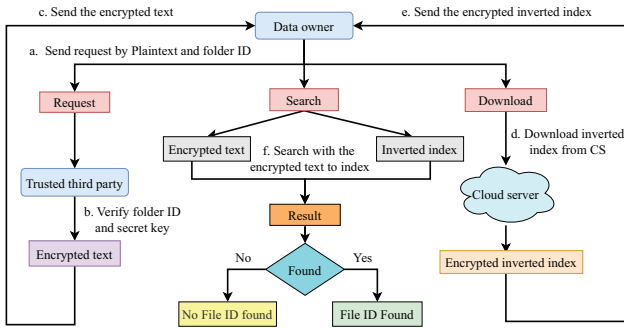 c. Send the encrypted text
e. Send the encrypted inverted index
Data owner
a. Send request by Plaintext and folder ID
Request
Search
Download
Encrypted text
f. Search with the
encrypted text to index
Inverted index
d. Download inverted
index from CS
Trusted third party
Cloud server
b. Verify folder ID
and secret key
Result
Encrypted text
No
Found
Yes
Encrypted inverted index
No File ID found
File ID Found